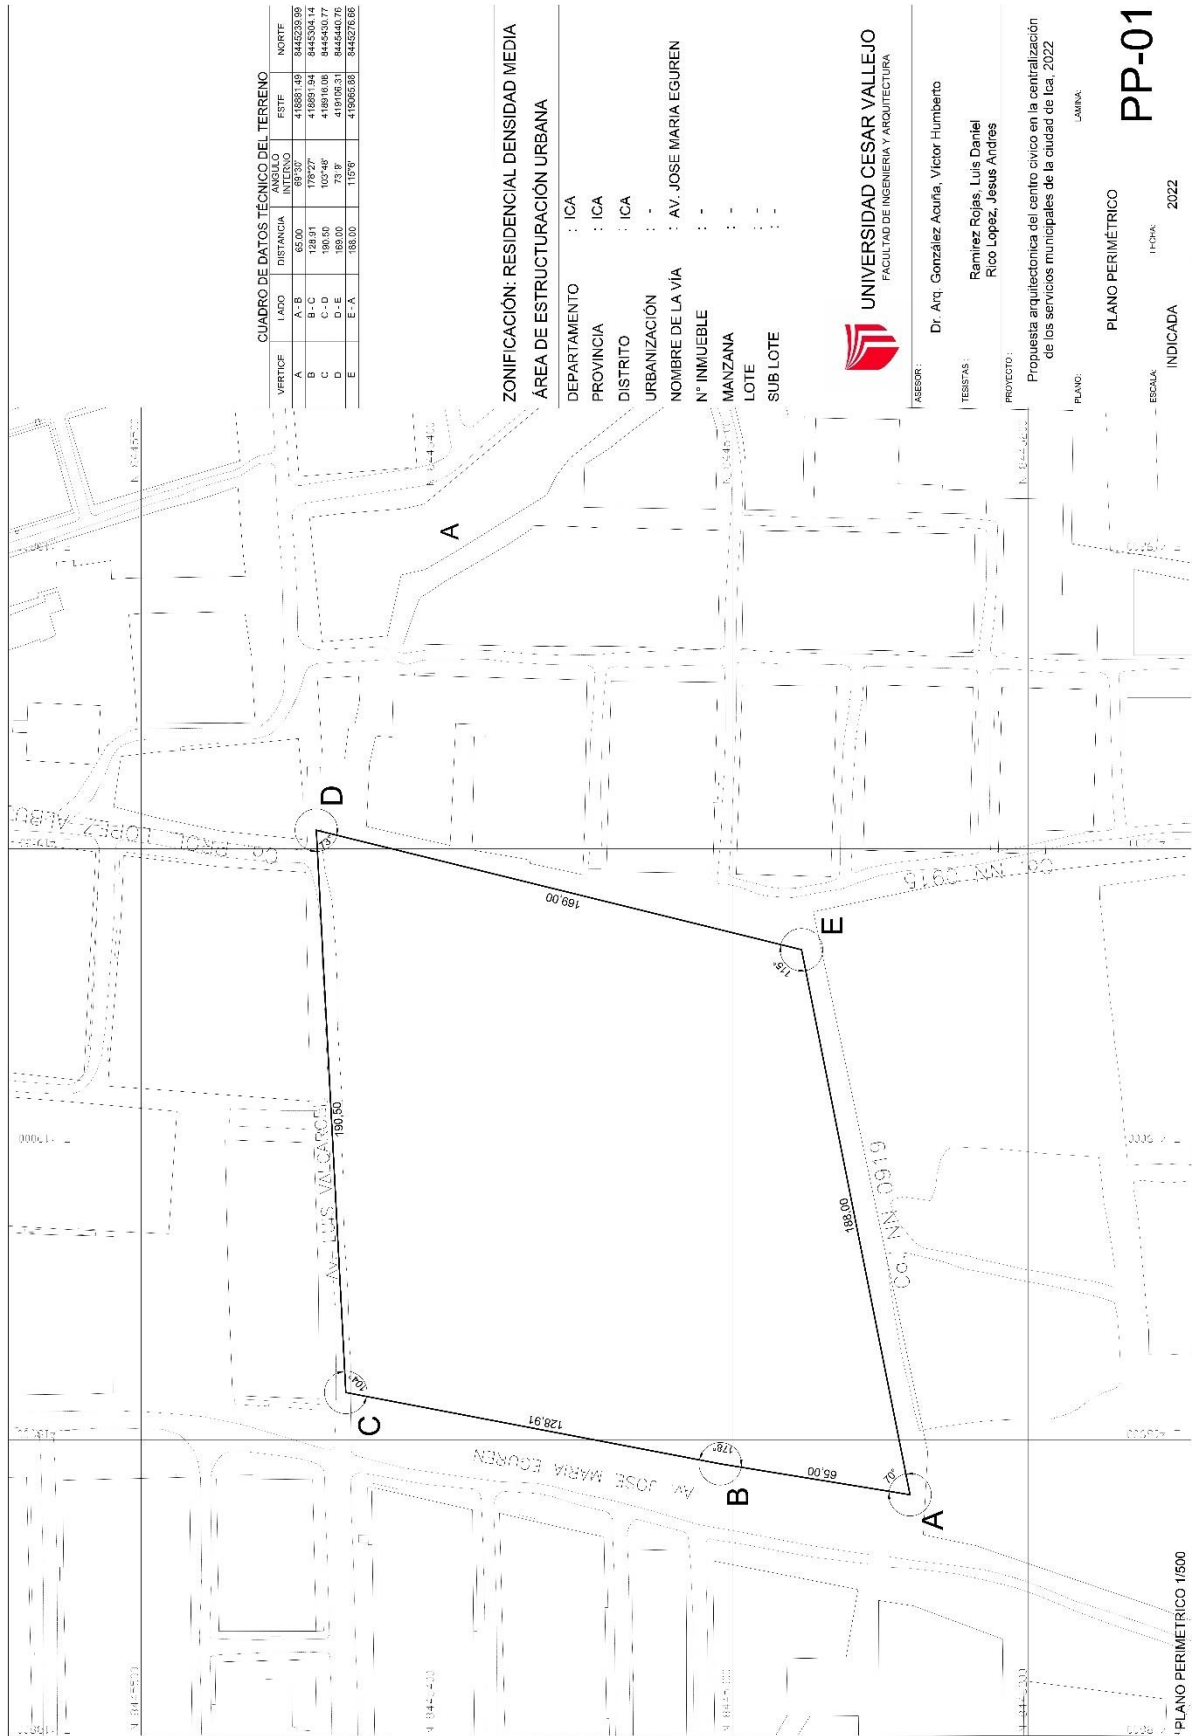 CUADRO DE DATOS TÉCNICO DEL TERRENO
VERTICE LADO DISTANCIA ANGULO INTERNO ESTE NORTE
A A - B 65.00 69°30' 418881.49 8445239.99
B B - C 128.91 178°27' 418891.94 8445304.14
C C - D 190.50 103°48' 418916.08 8445430.77
D D - E 169.00 73°9' 419106.31 8445440.76
E E - A 188.00 115°6' 419065.88 8445276.66
ZONIFICACIÓN: RESIDENCIAL DENSIDAD MEDIA
ÁREA DE ESTRUCTURACIÓN URBANA
DEPARTAMENTO : ICA
PROVINCIA : ICA
DISTRITO : ICA
URBANIZACIÓN : -
NOMBRE DE LA VÍA : AV. JOSE MARIA EGUREN
N° INMUEBLE : -
MANZANA : -
LOTE : -
SUB LOTE : -
UNIVERSIDAD CESAR VALLEJO
FACULTAD DE INGENIERIA Y ARQUITECTURA
ASESOR :
Dr. Arq. González Acuña, Victor Humberto
TESISTAS :
Ramirez Rojas, Luis Daniel
Rico Lopez, Jesus Andres
PROYECTO :
Propuesta arquitectonica del centro civico en la centralización
de los servicios municipales de la ciudad de Ica, 2022
PLANO:
PLANO PERIMÉTRICO
LAMINA:
PP-01
ESCALA:
INDICADA
FECHA:
2022
A
D
73°
169,00
E
115°
190,50
Av. LUIS VALCARCEL
188,00
Co. NN 0919
Co. NN 0915
C
104°
128,91
Av. JOSE MARIA EGUREN
B
178°
65,00
A
70°
PLANO PERIMETRICO 1/500